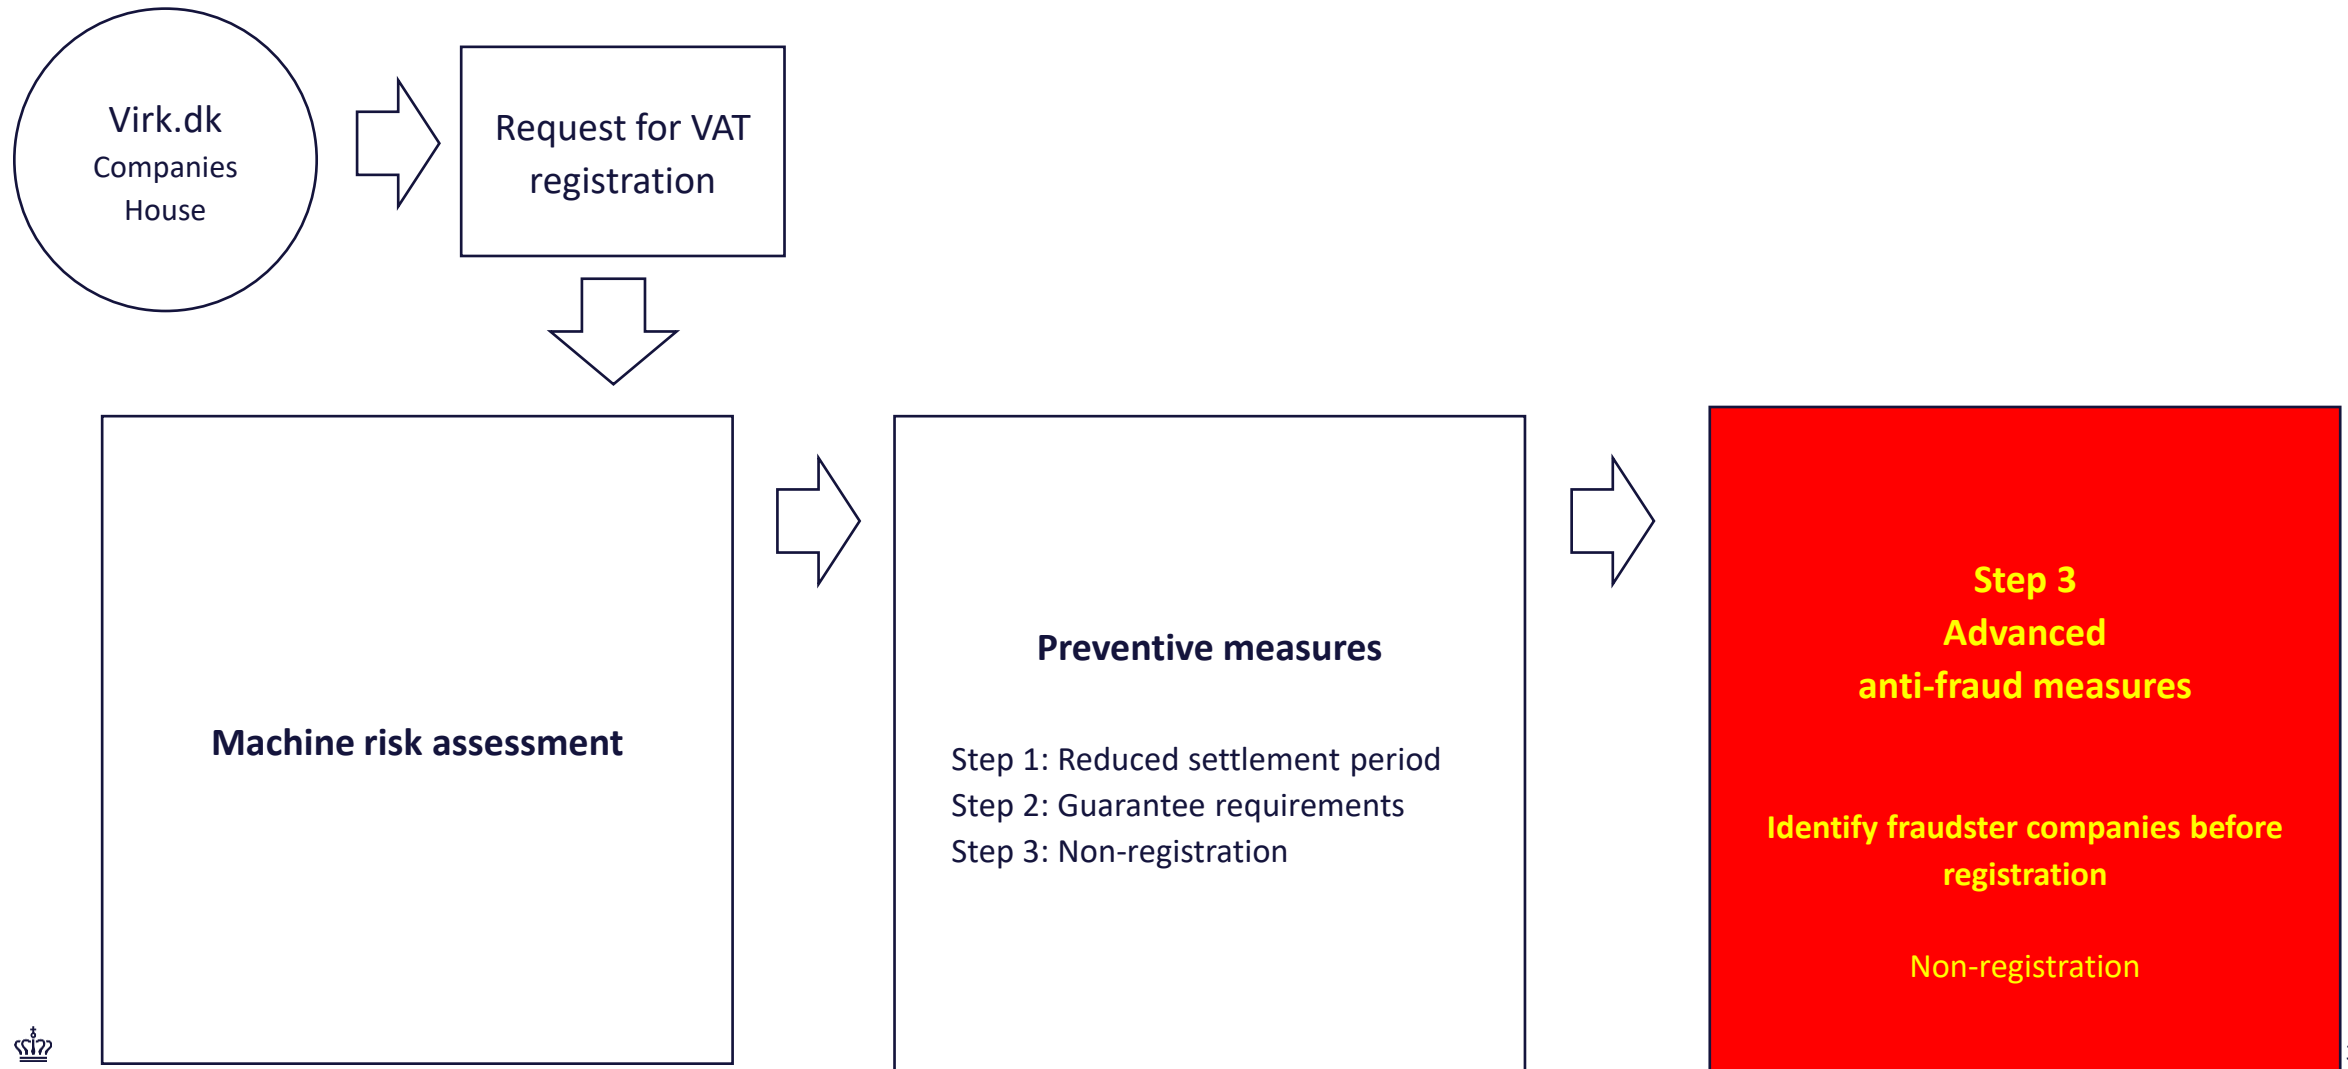 Virk.dk
Companies
House
Request for VAT
registration
Machine risk assessment
Preventive measures
Step 1: Reduced settlement period
Step 2: Guarantee requirements
Step 3: Non-registration
Step 3
Advanced
anti-fraud measures
Identify fraudster companies before
registration
Non-registration